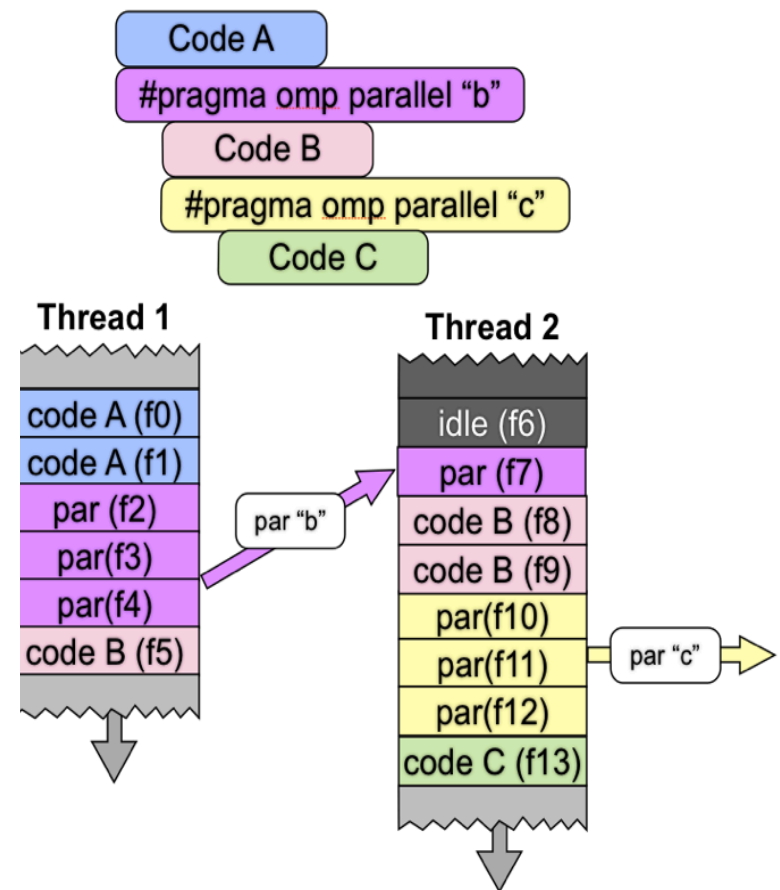 Code A
#pragma omp parallel “b”
Code B
#pragma omp parallel “c”
Code C
Thread 1
code A (f0)
code A (f1)
par (f2)
par(f3)
par(f4)
code B (f5)
par “b”
Thread 2
idle (f6)
par (f7)
code B (f8)
code B (f9)
par(f10)
par(f11)
par(f12)
code C (f13)
par “c”